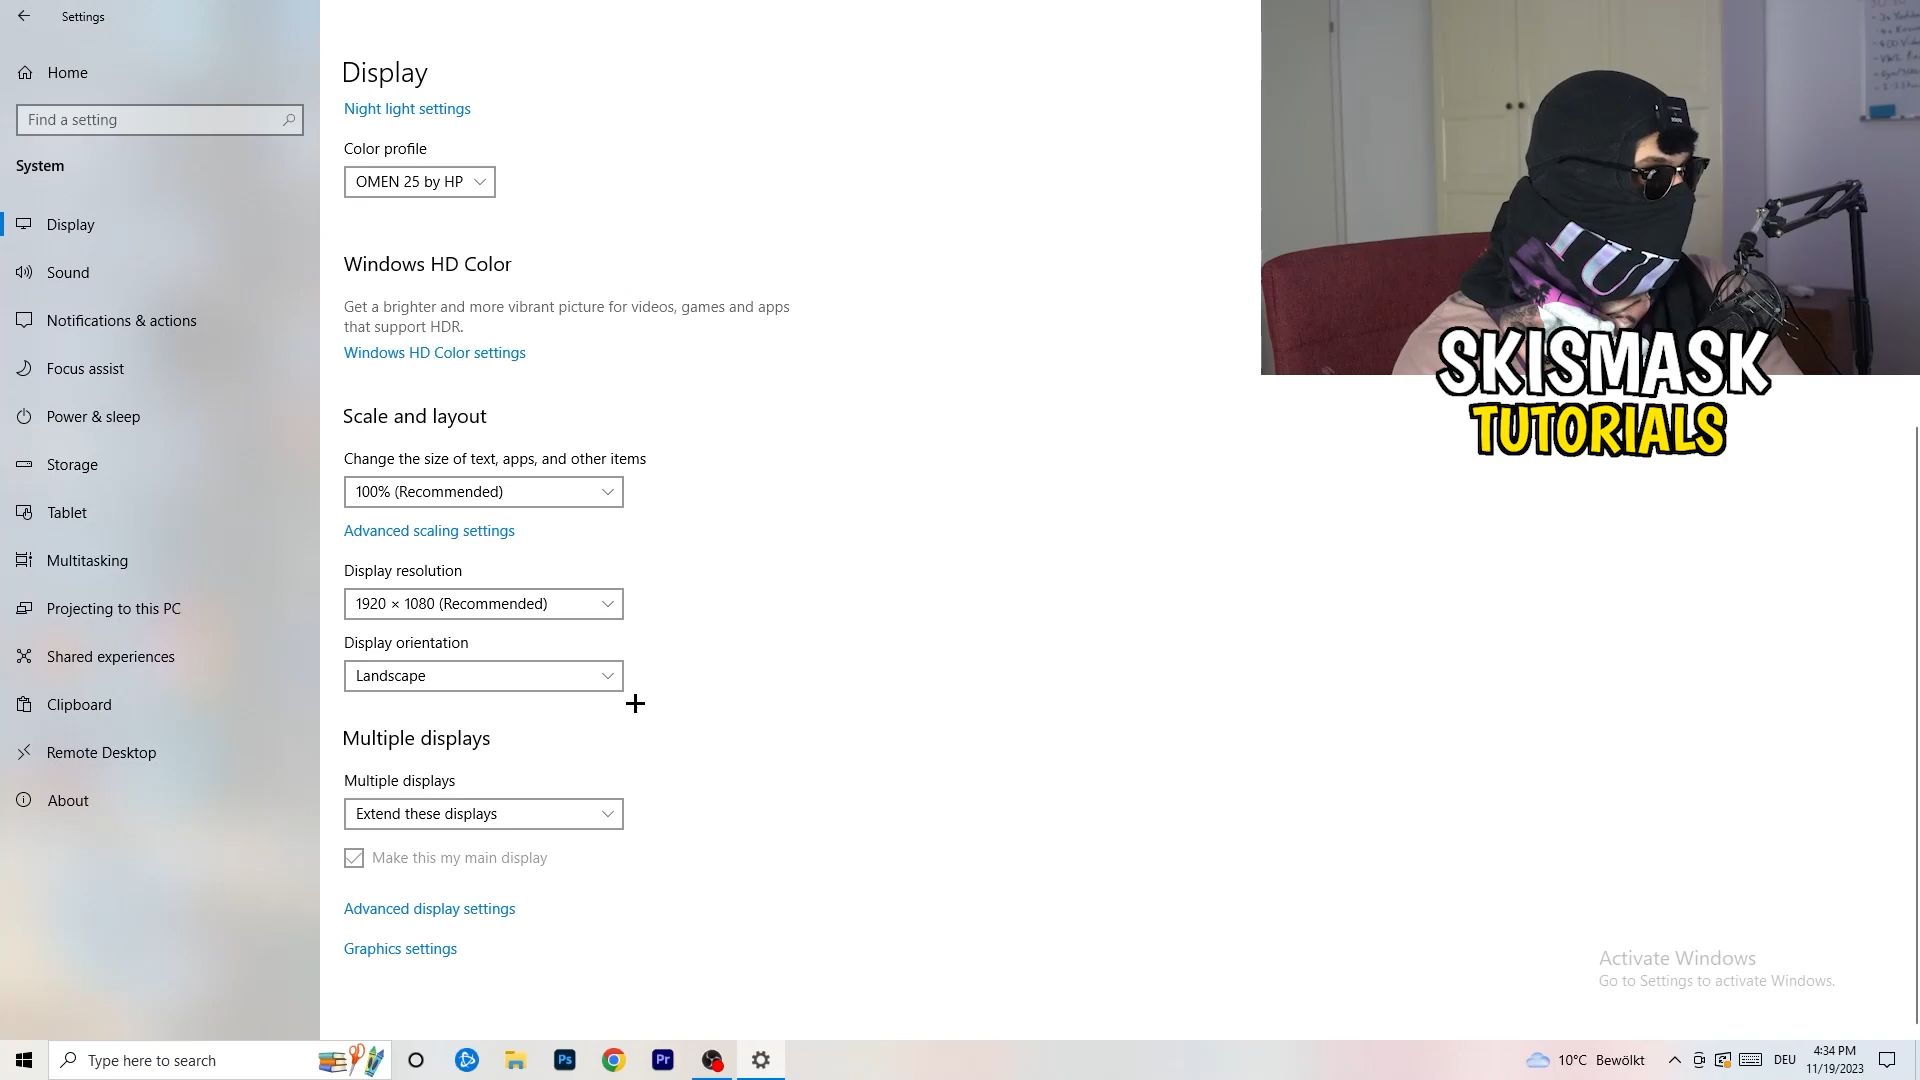 Settings
Home
Find a setting
System
Display
Sound
Notifications & actions
Focus assist
Power & sleep
Storage
Tablet
Multitasking
Projecting to this PC
Shared experiences
Clipboard
Remote Desktop
About
Display
Night light settings
Color profile
OMEN 25 by HP
Windows HD Color
Get a brighter and more vibrant picture for videos, games and apps
that support HDR.
Windows HD Color settings
Scale and layout
Change the size of text, apps, and other items
100% (Recommended)
Advanced scaling settings
Display resolution
1920 × 1080 (Recommended)
Display orientation
Landscape
Multiple displays
Multiple displays
Extend these displays
Make this my main display
Advanced display settings
Graphics settings
SKISMASK
TUTORIALS
Activate Windows
Go to Settings to activate Windows.
Type here to search
Ps
Pr
10°C Bewölkt
DEU
4:34 PM
11/19/2023